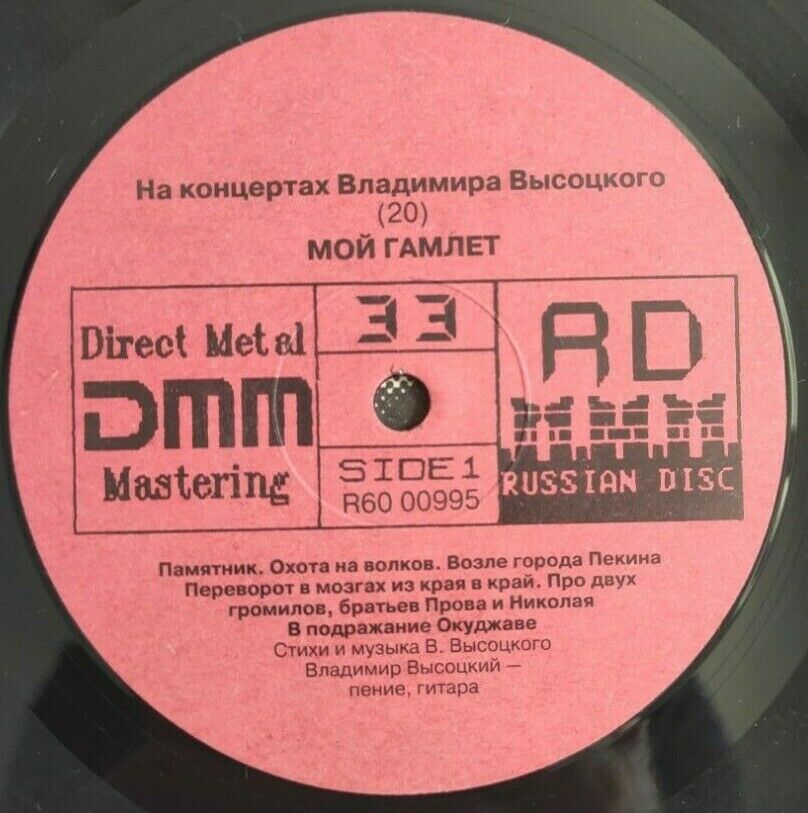 На концертах Владимира Высоцкого
(20)
МОЙ ГАМЛЕТ
Direct Metal
DMM
Mastering
33
SIDE 1
R60 00995
RD
RUSSIAN DISC
Памятник. Охота на волков. Возле города Пекина
Переворот в мозгах из края в край. Про двух
громилов, братьев Прова и Николая
В подражание Окуджаве
Стихи и музыка В. Высоцкого
Владимир Высоцкий —
пение, гитара